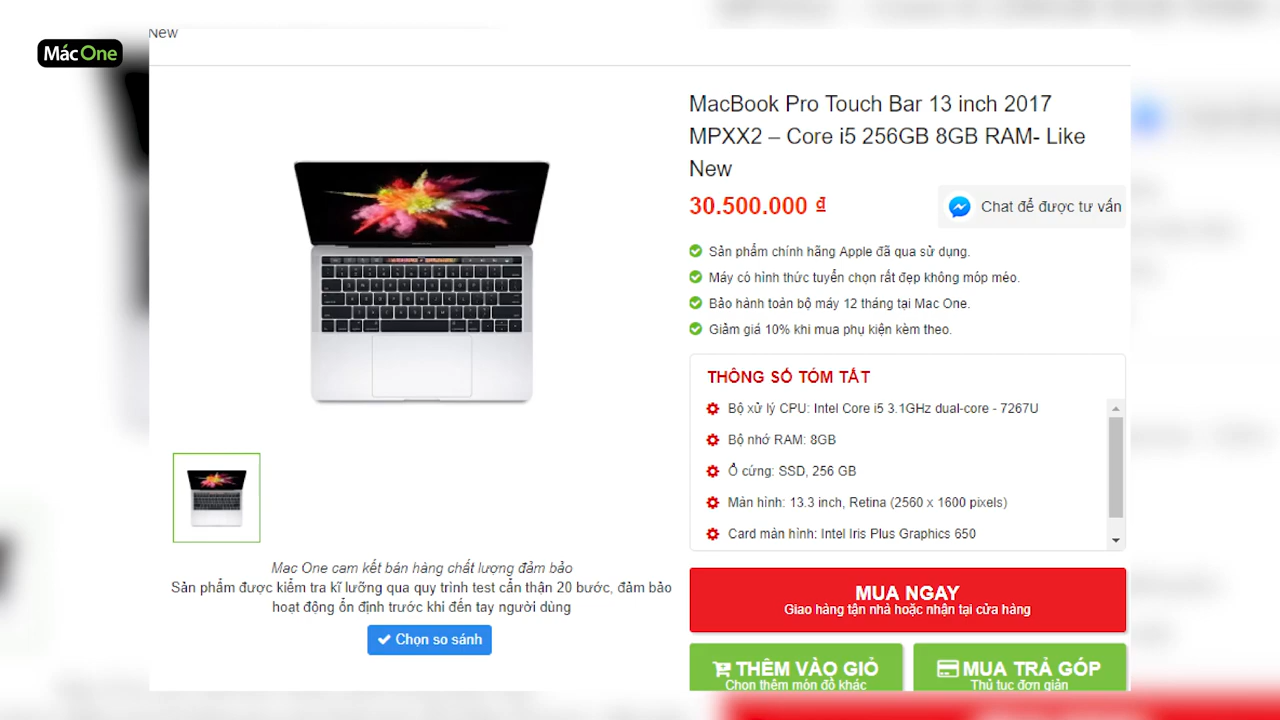 New
Mác One
MacBook Pro Touch Bar 13 inch 2017
MPXX2 – Core i5 256GB 8GB RAM- Like
New
30.500.000 ₫
Chat để được tư vấn
Sản phẩm chính hãng Apple đã qua sử dụng.
Máy có hình thức tuyển chọn rất đẹp không móp méo.
Bảo hành toàn bộ máy 12 tháng tại Mac One.
Giảm giá 10% khi mua phụ kiện kèm theo.
THÔNG SỐ TÓM TẮT
Bộ xử lý CPU: Intel Core i5 3.1GHz dual-core - 7267U
Bộ nhớ RAM: 8GB
Ổ cứng: SSD, 256 GB
Màn hình: 13.3 inch, Retina (2560 x 1600 pixels)
Card màn hình: Intel Iris Plus Graphics 650
Mac One cam kết bán hàng chất lượng đảm bảo
Sản phẩm được kiểm tra kĩ lưỡng qua quy trình test cẩn thận 20 bước, đảm bảo
hoạt động ổn định trước khi đến tay người dùng
Chọn so sánh
MUA NGAY
Giao hàng tận nhà hoặc nhận tại cửa hàng
THÊM VÀO GIỎ
Chọn thêm món đồ khác
MUA TRẢ GÓP
Thủ tục đơn giản